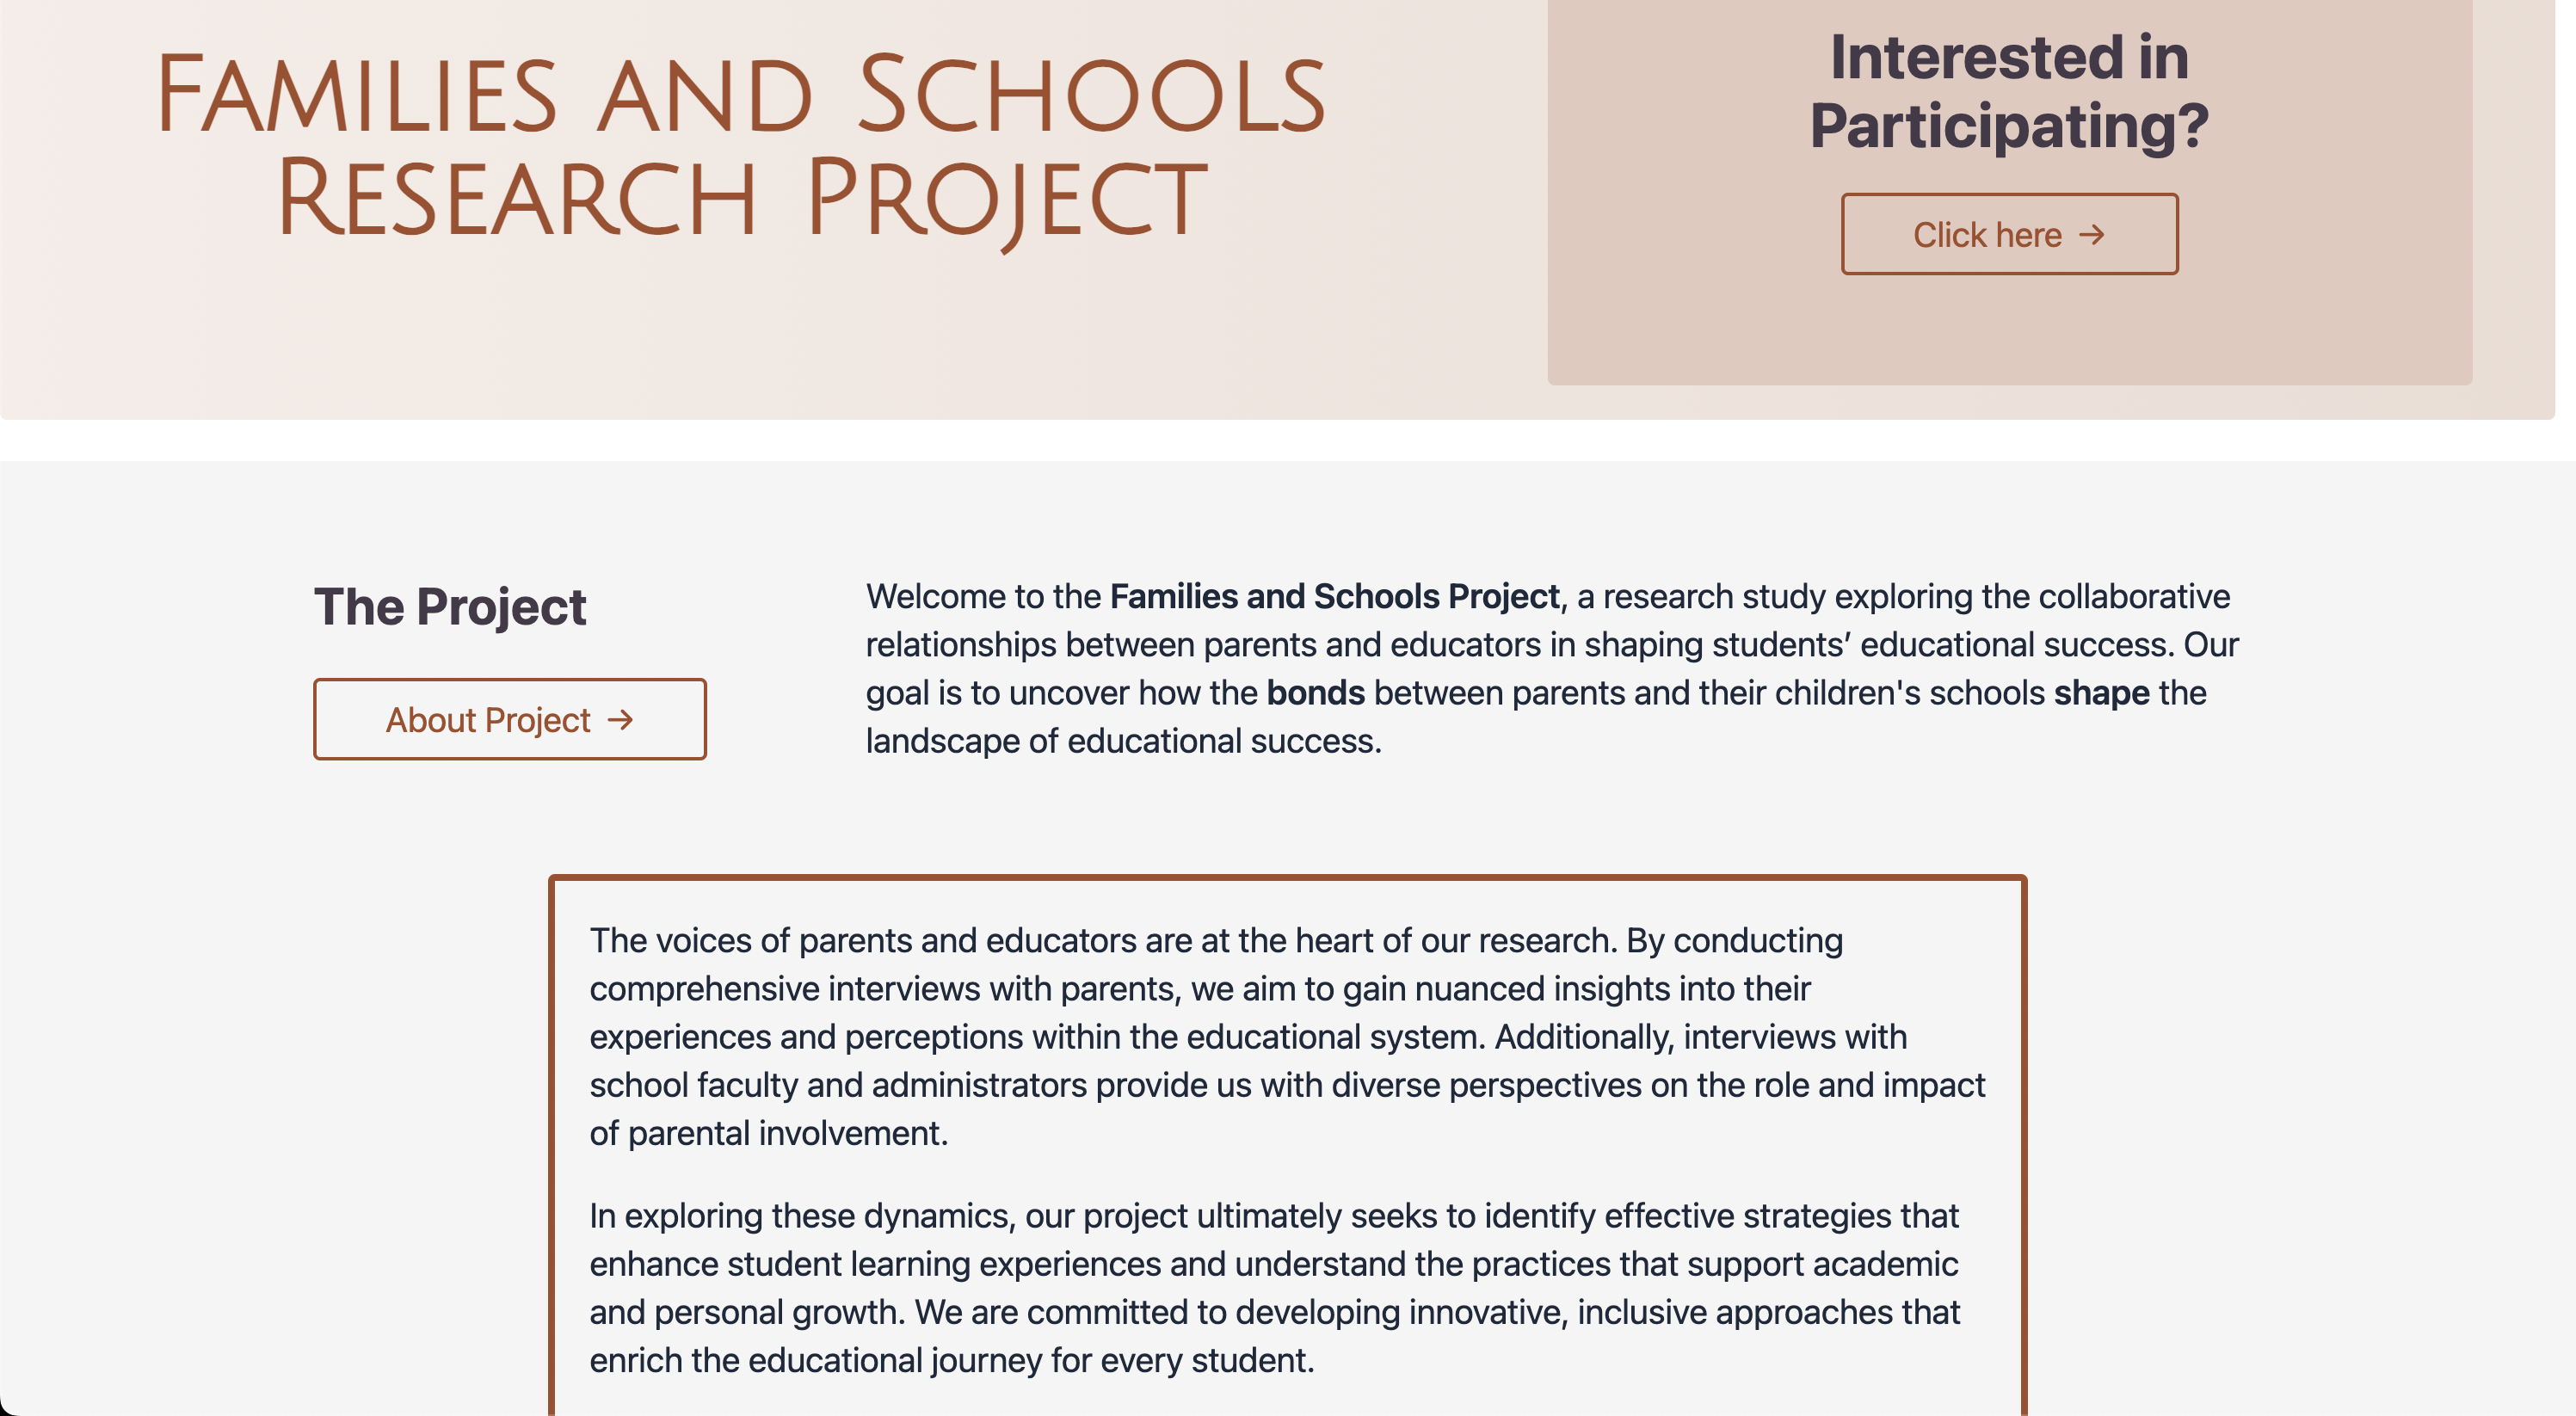 Families and Schools
Research Project
Interested in
Participating?
Click here →
The Project
About Project →
Welcome to the Families and Schools Project, a research study exploring the collaborative
relationships between parents and educators in shaping students’ educational success. Our
goal is to uncover how the bonds between parents and their children's schools shape the
landscape of educational success.
The voices of parents and educators are at the heart of our research. By conducting
comprehensive interviews with parents, we aim to gain nuanced insights into their
experiences and perceptions within the educational system. Additionally, interviews with
school faculty and administrators provide us with diverse perspectives on the role and impact
of parental involvement.
In exploring these dynamics, our project ultimately seeks to identify effective strategies that
enhance student learning experiences and understand the practices that support academic
and personal growth. We are committed to developing innovative, inclusive approaches that
enrich the educational journey for every student.